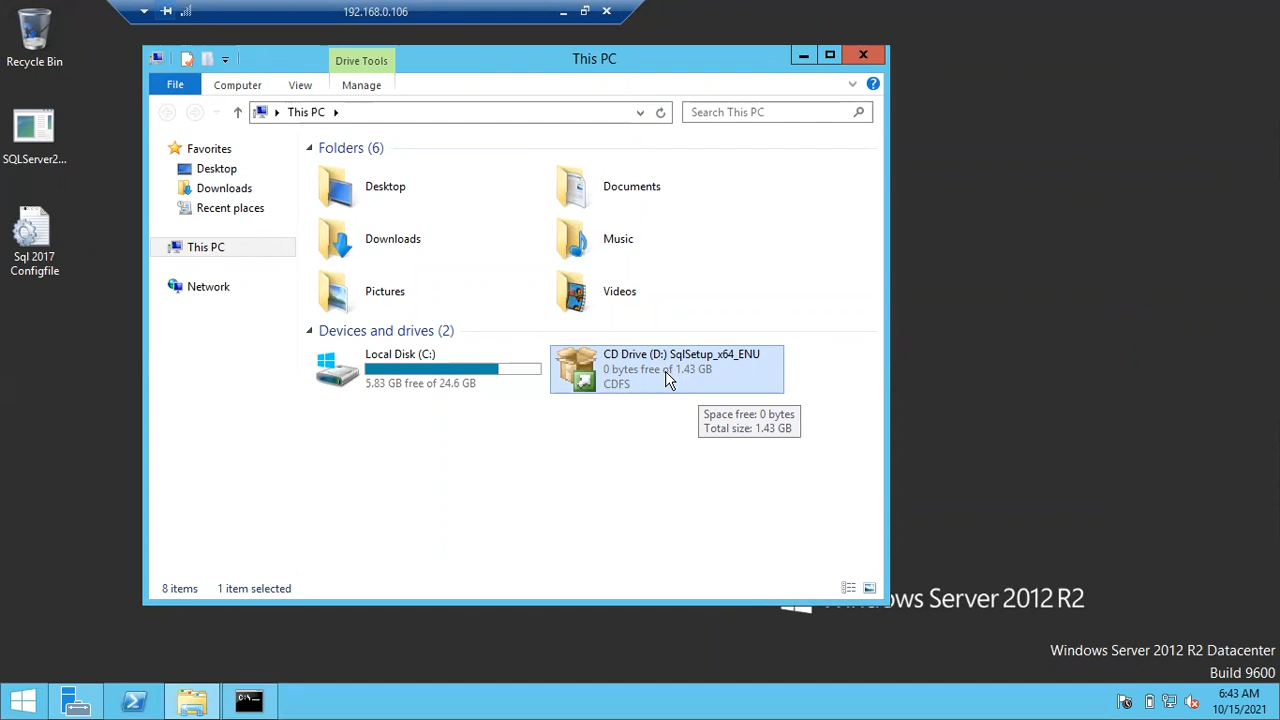 192.168.0.106
Recycle Bin
SQLServer2...
Sql 2017
Configfile
Drive Tools
This PC
File
Computer
View
Manage
This PC
Search This PC
Favorites
Desktop
Downloads
Recent places
This PC
Network
Folders (6)
Desktop
Documents
Downloads
Music
Pictures
Videos
Devices and drives (2)
Local Disk (C:)
5.83 GB free of 24.6 GB
CD Drive (D:) SqlSetup_x64_ENU
0 bytes free of 1.43 GB
CDFS
Space free: 0 bytes
Total size: 1.43 GB
8 items
1 item selected
Windows Server 2012 R2
Windows Server 2012 R2 Datacenter
Build 9600
6:43 AM
10/15/2021